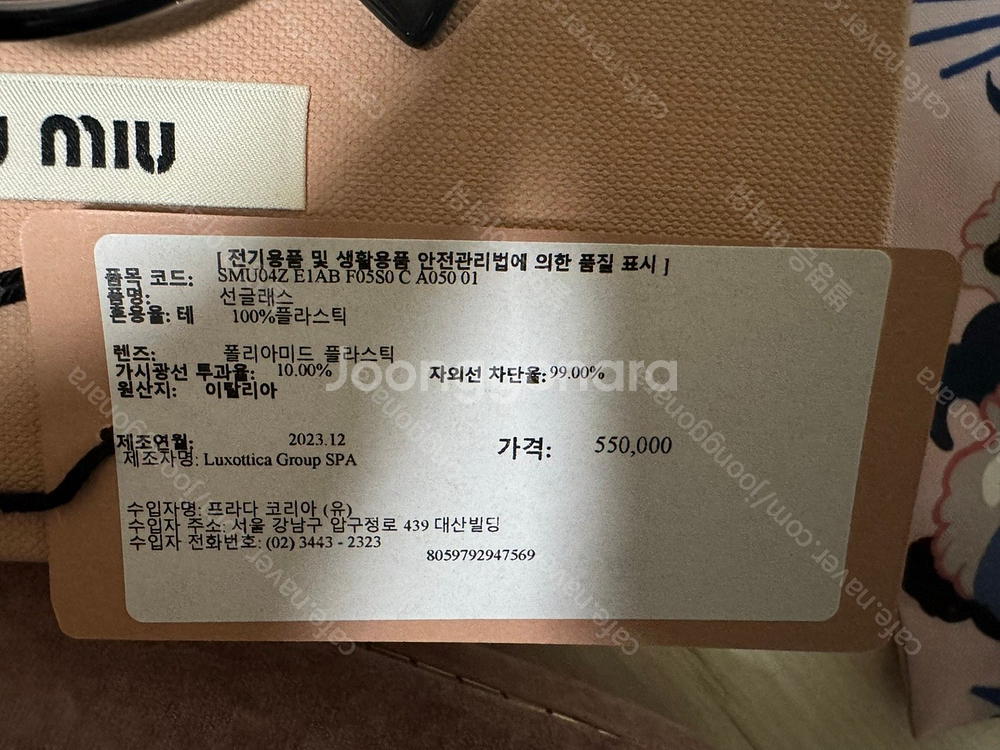 MIU
[ 전기용품 및 생활용품 안전관리법에 의한 품질 표시 ]
품목 코드: SMU04Z E1AB F05S0 C A050 01
품명: 선글래스
혼용율: 테 100%플라스틱
렌즈: 폴리아미드 플라스틱
가시광선 투과율: 10.00% 자외선 차단율: 99.00%
원산지: 이탈리아
제조연월: 2023.12 가격: 550,000
제조자명: Luxottica Group SPA
수입자명: 프라다 코리아 (유)
수입자 주소: 서울 강남구 압구정로 439 대산빌딩
수입자 전화번호: (02) 3443 - 2323
8059792947569
Joonggonara
cafe.naver.com/joonggonara